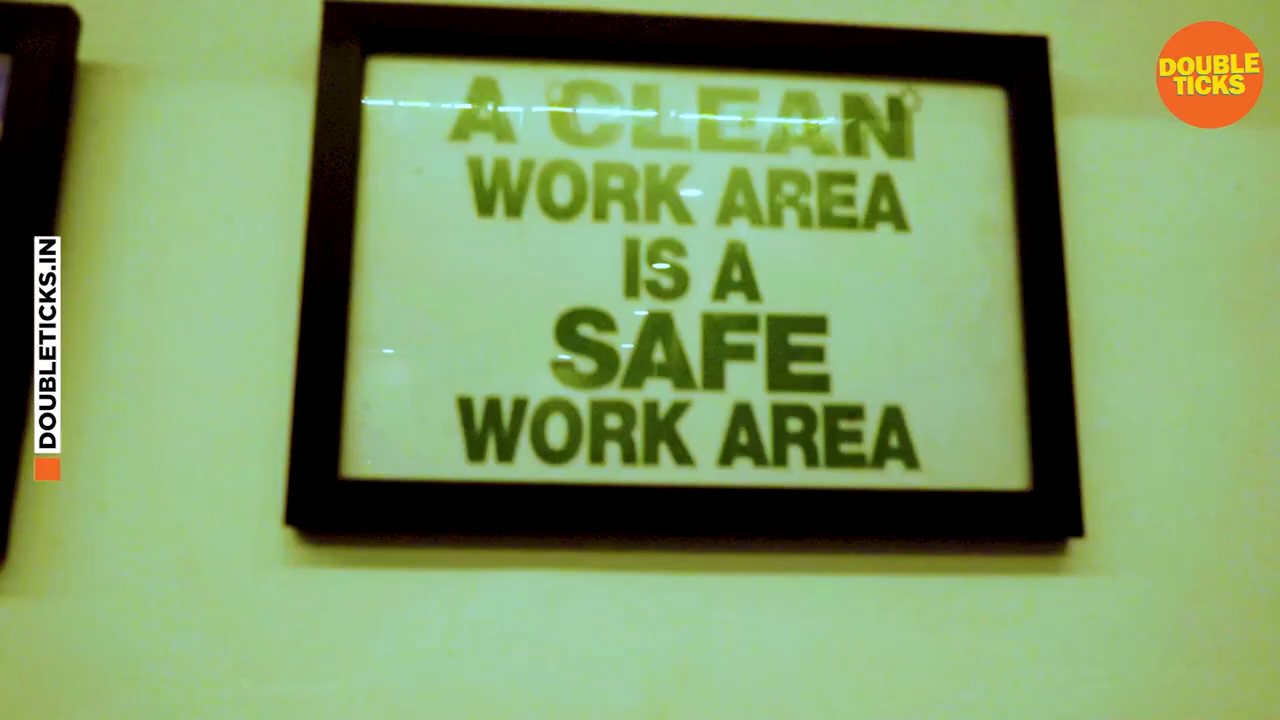 A CLEAN
WORK AREA
IS A
SAFE
WORK AREA
DOUBLE
TICKS
DOUBLETICKS.IN